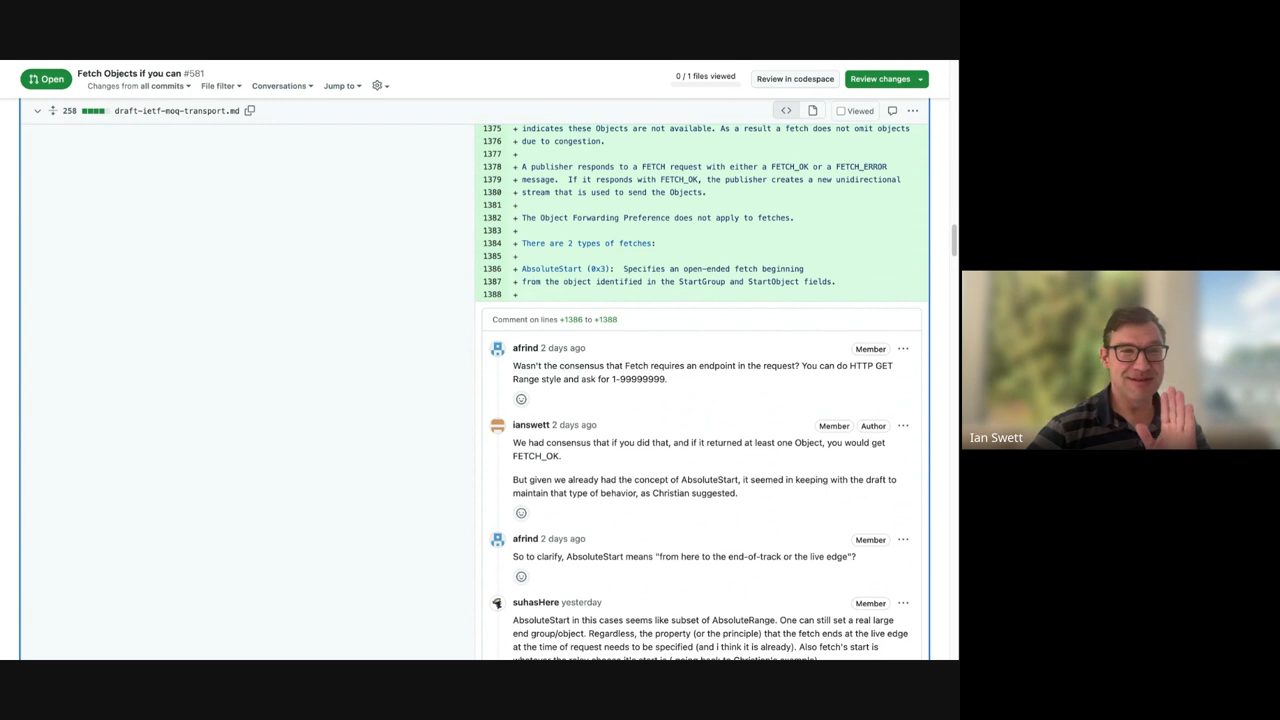 Open
Fetch Objects if you can #581
Changes from all commits
File filter
Conversations
Jump to
0 / 1 files viewed
Review in codespace
Review changes
258
draft-ietf-moq-transport.md
Viewed
1375 + indicates these Objects are not available. As a result a fetch does not omit objects
1376 + due to congestion.
1377 +
1378 + A publisher responds to a FETCH request with either a FETCH_OK or a FETCH_ERROR
1379 + message.  If it responds with FETCH_OK, the publisher creates a new unidirectional
1380 + stream that is used to send the Objects.
1381 +
1382 + The Object Forwarding Preference does not apply to fetches.
1383 +
1384 + There are 2 types of fetches:
1385 +
1386 + AbsoluteStart (0x3):  Specifies an open-ended fetch beginning
1387 + from the object identified in the StartGroup and StartObject fields.
1388 +
Comment on lines +1386 to +1388
afrind 2 days ago
Member
Wasn't the consensus that Fetch requires an endpoint in the request? You can do HTTP GET
Range style and ask for 1-99999999.
ianswett 2 days ago
Member
Author
We had consensus that if you did that, and if it returned at least one Object, you would get
FETCH_OK.
But given we already had the concept of AbsoluteStart, it seemed in keeping with the draft to
maintain that type of behavior, as Christian suggested.
afrind 2 days ago
Member
So to clarify, AbsoluteStart means "from here to the end-of-track or the live edge"?
suhasHere yesterday
Member
AbsoluteStart in this cases seems like subset of AbsoluteRange. One can still set a real large
end group/object. Regardless, the property (or the principle) that the fetch ends at the live edge
at the time of request needs to be specified (and i think it is already). Also fetch's start is
whatever the relay choose it's start is ( going back to Christian's example)
Ian Swett